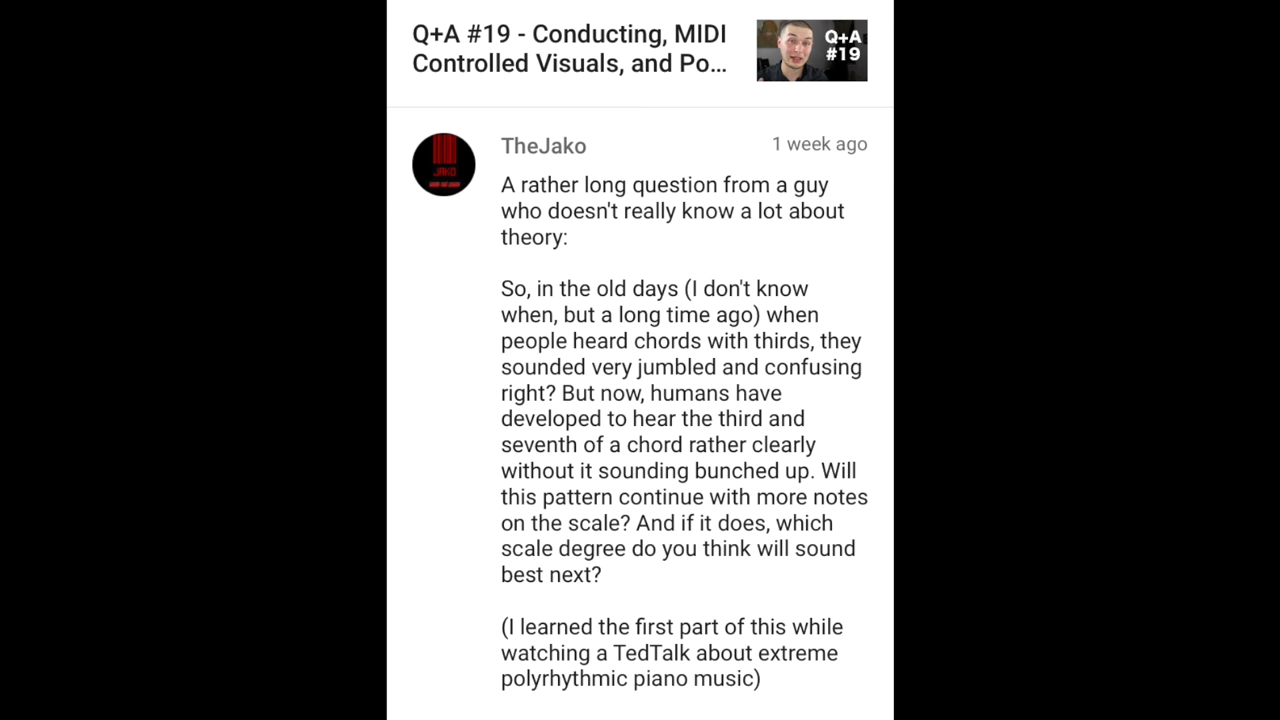 Q+A #19 - Conducting, MIDI
Controlled Visuals, and Po...
Q+A
#19
TheJako
1 week ago
JAKO
A rather long question from a guy
who doesn't really know a lot about
theory:
So, in the old days (I don't know
when, but a long time ago) when
people heard chords with thirds, they
sounded very jumbled and confusing
right? But now, humans have
developed to hear the third and
seventh of a chord rather clearly
without it sounding bunched up. Will
this pattern continue with more notes
on the scale? And if it does, which
scale degree do you think will sound
best next?
(I learned the first part of this while
watching a TedTalk about extreme
polyrhythmic piano music)